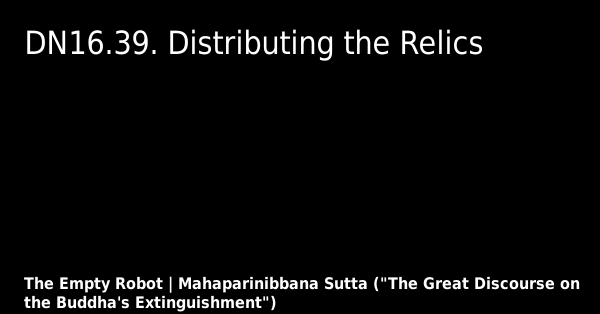 DN16.39. Distributing the Relics
The Empty Robot | Mahaparinibbana Sutta ("The Great Discourse on
the Buddha's Extinguishment")